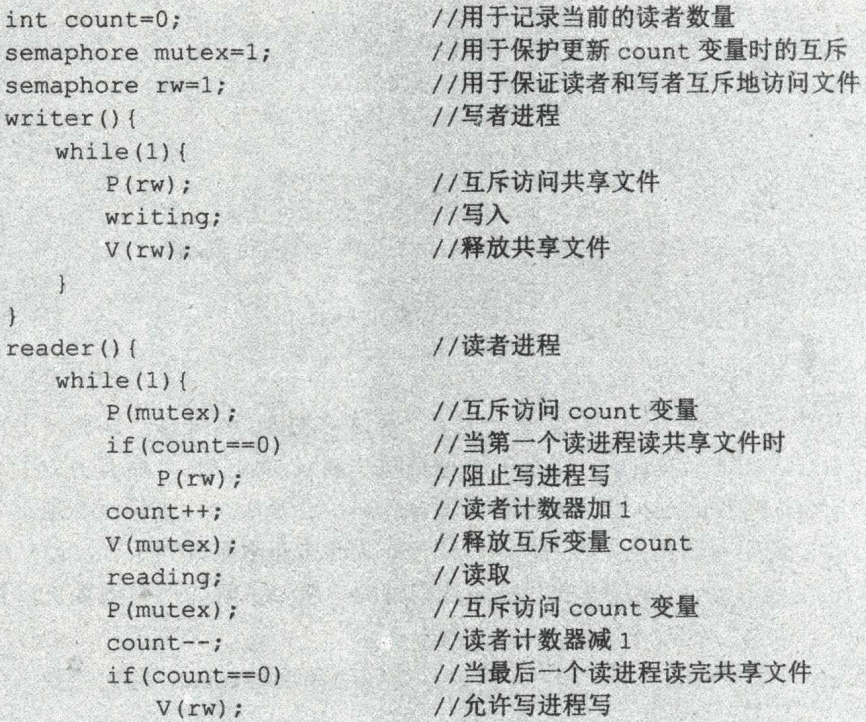 int count=0; //用于记录当前的读者数量
semaphore mutex=1; //用于保护更新 count 变量时的互斥
semaphore rw=1; //用于保证读者和写者互斥地访问文件
writer(){ //写者进程
while(1){
P(rw); //互斥访问共享文件
writing; //写入
V(rw); //释放共享文件
}
}
reader(){ //读者进程
while(1){
P(mutex); //互斥访问 count 变量
if(count==0) //当第一个读进程读共享文件时
P(rw); //阻止写进程写
count++; //读者计数器加 1
V(mutex); //释放互斥变量 count
reading; //读取
P(mutex); //互斥访问 count 变量
count--; //读者计数器减 1
if(count==0) //当最后一个读进程读完共享文件
V(rw); //允许写进程写